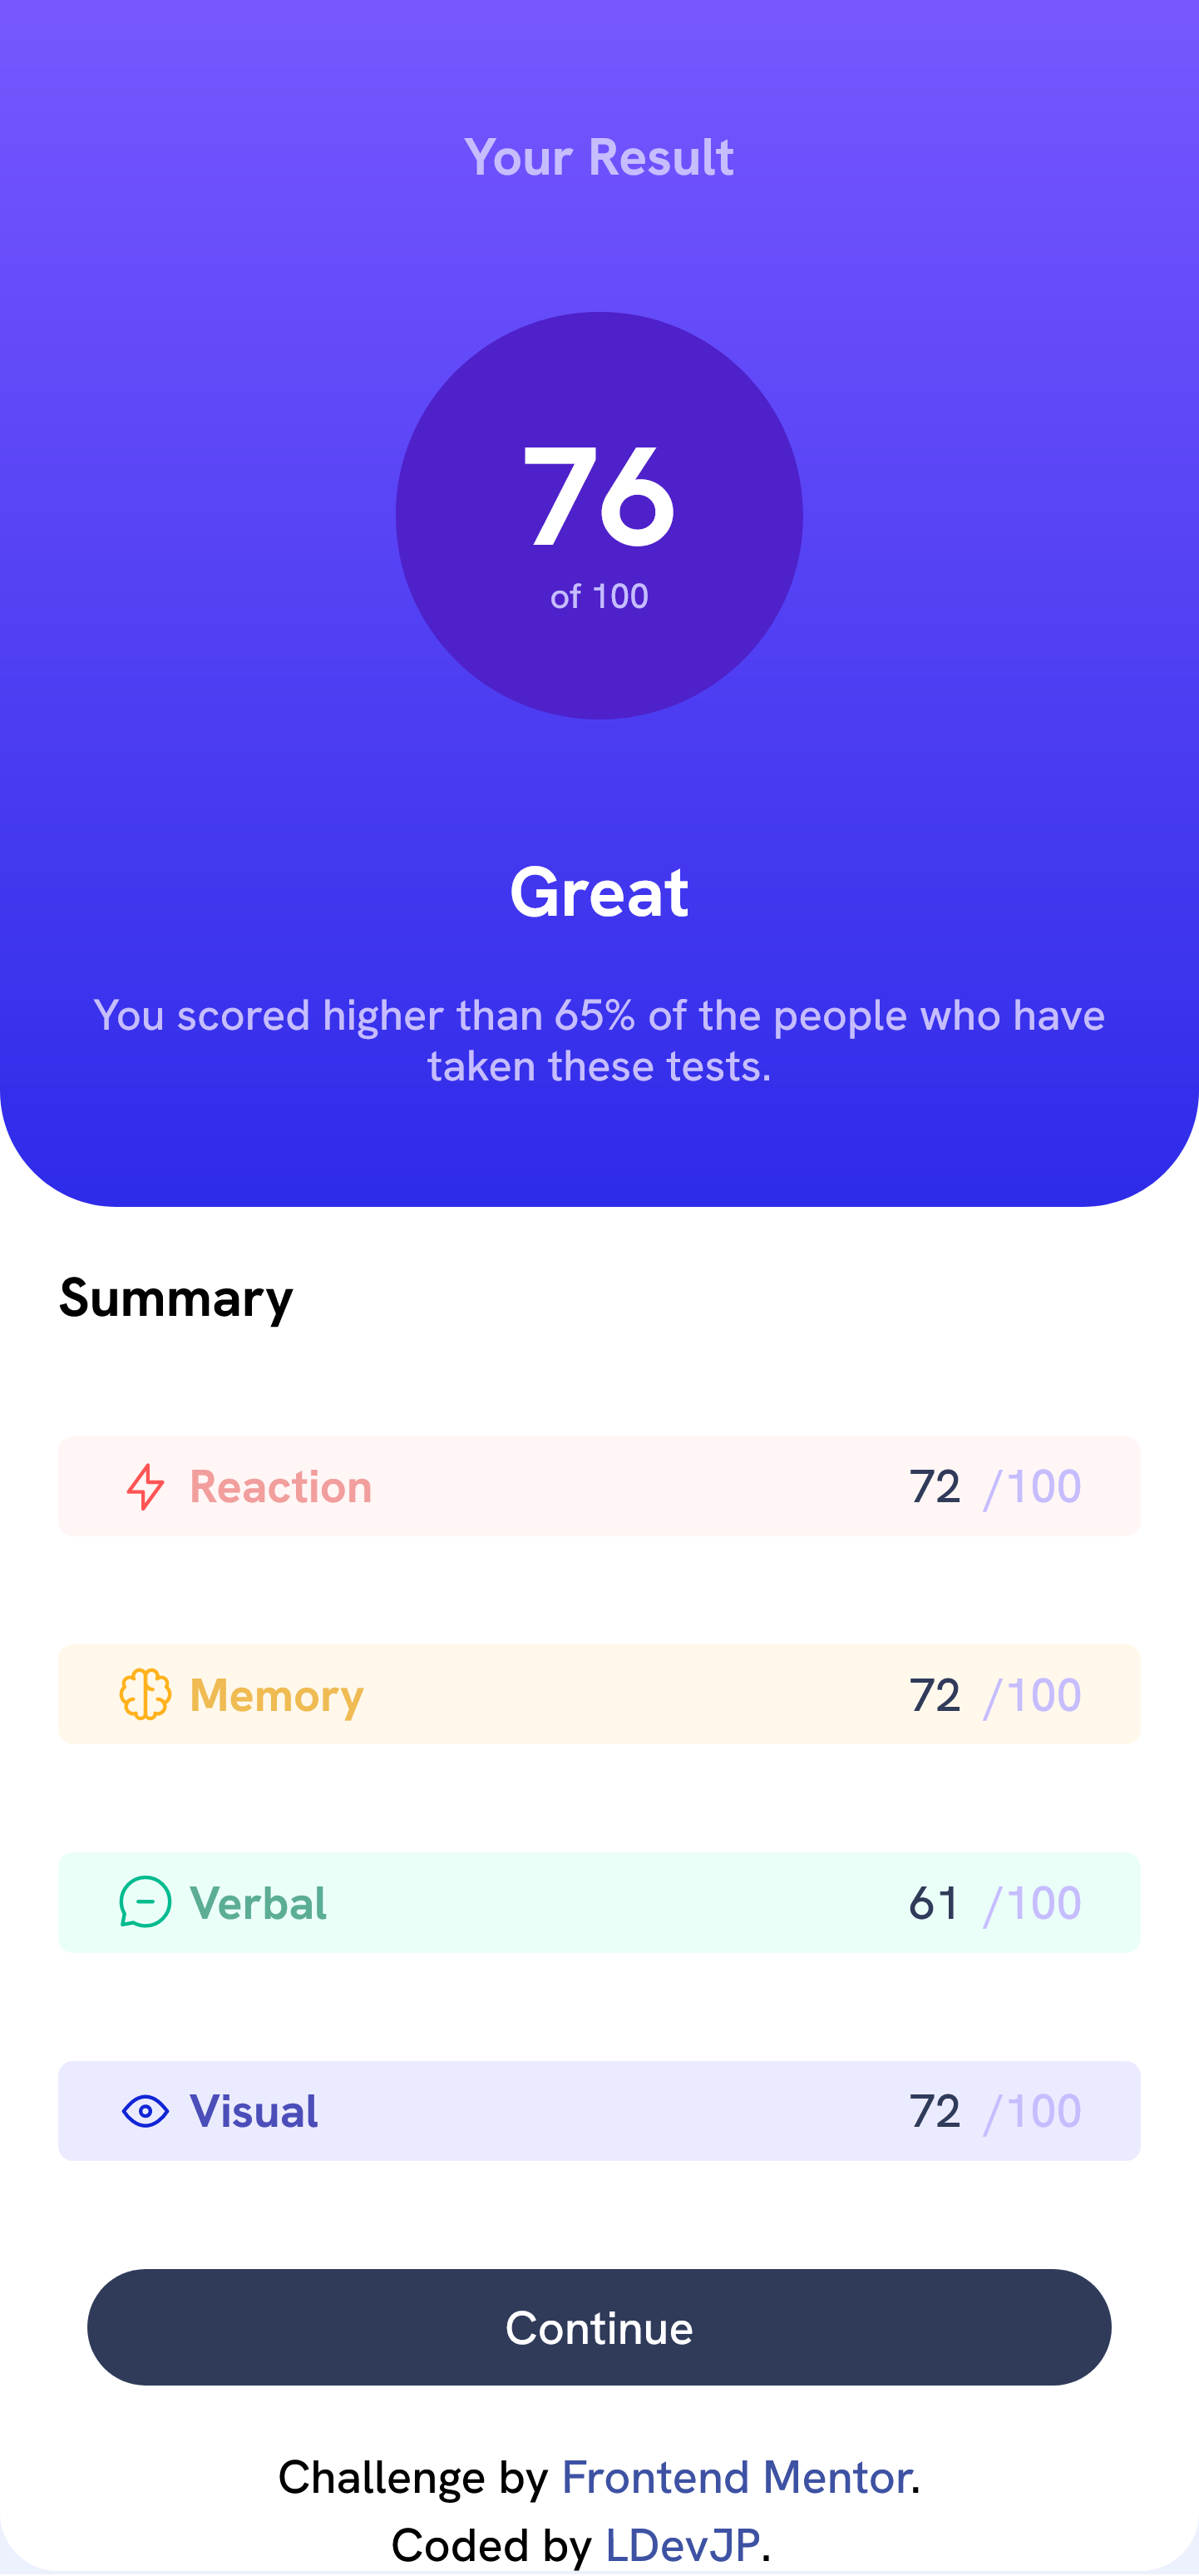 Your Result
76
of 100
Great
You scored higher than 65% of the people who have
taken these tests.
Summary
Reaction 72 /100
Memory 72 /100
Verbal 61 /100
Visual 72 /100
Continue
Challenge by Frontend Mentor.
Coded by LDevJP.